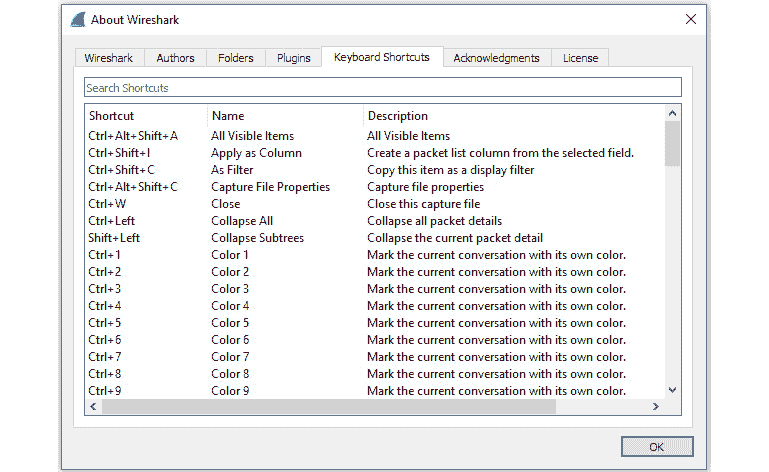 About Wireshark
Wireshark Authors Folders Plugins Keyboard Shortcuts Acknowledgments License
Search Shortcuts
Shortcut Name Description
Ctrl+Alt+Shift+A All Visible Items All Visible Items
Ctrl+Shift+I Apply as Column Create a packet list column from the selected field.
Ctrl+Shift+C As Filter Copy this item as a display filter
Ctrl+Alt+Shift+C Capture File Properties Capture file properties
Ctrl+W Close Close this capture file
Ctrl+Left Collapse All Collapse all packet details
Shift+Left Collapse Subtrees Collapse the current packet detail
Ctrl+1 Color 1 Mark the current conversation with its own color.
Ctrl+2 Color 2 Mark the current conversation with its own color.
Ctrl+3 Color 3 Mark the current conversation with its own color.
Ctrl+4 Color 4 Mark the current conversation with its own color.
Ctrl+5 Color 5 Mark the current conversation with its own color.
Ctrl+6 Color 6 Mark the current conversation with its own color.
Ctrl+7 Color 7 Mark the current conversation with its own color.
Ctrl+8 Color 8 Mark the current conversation with its own color.
Ctrl+9 Color 9 Mark the current conversation with its own color.
OK